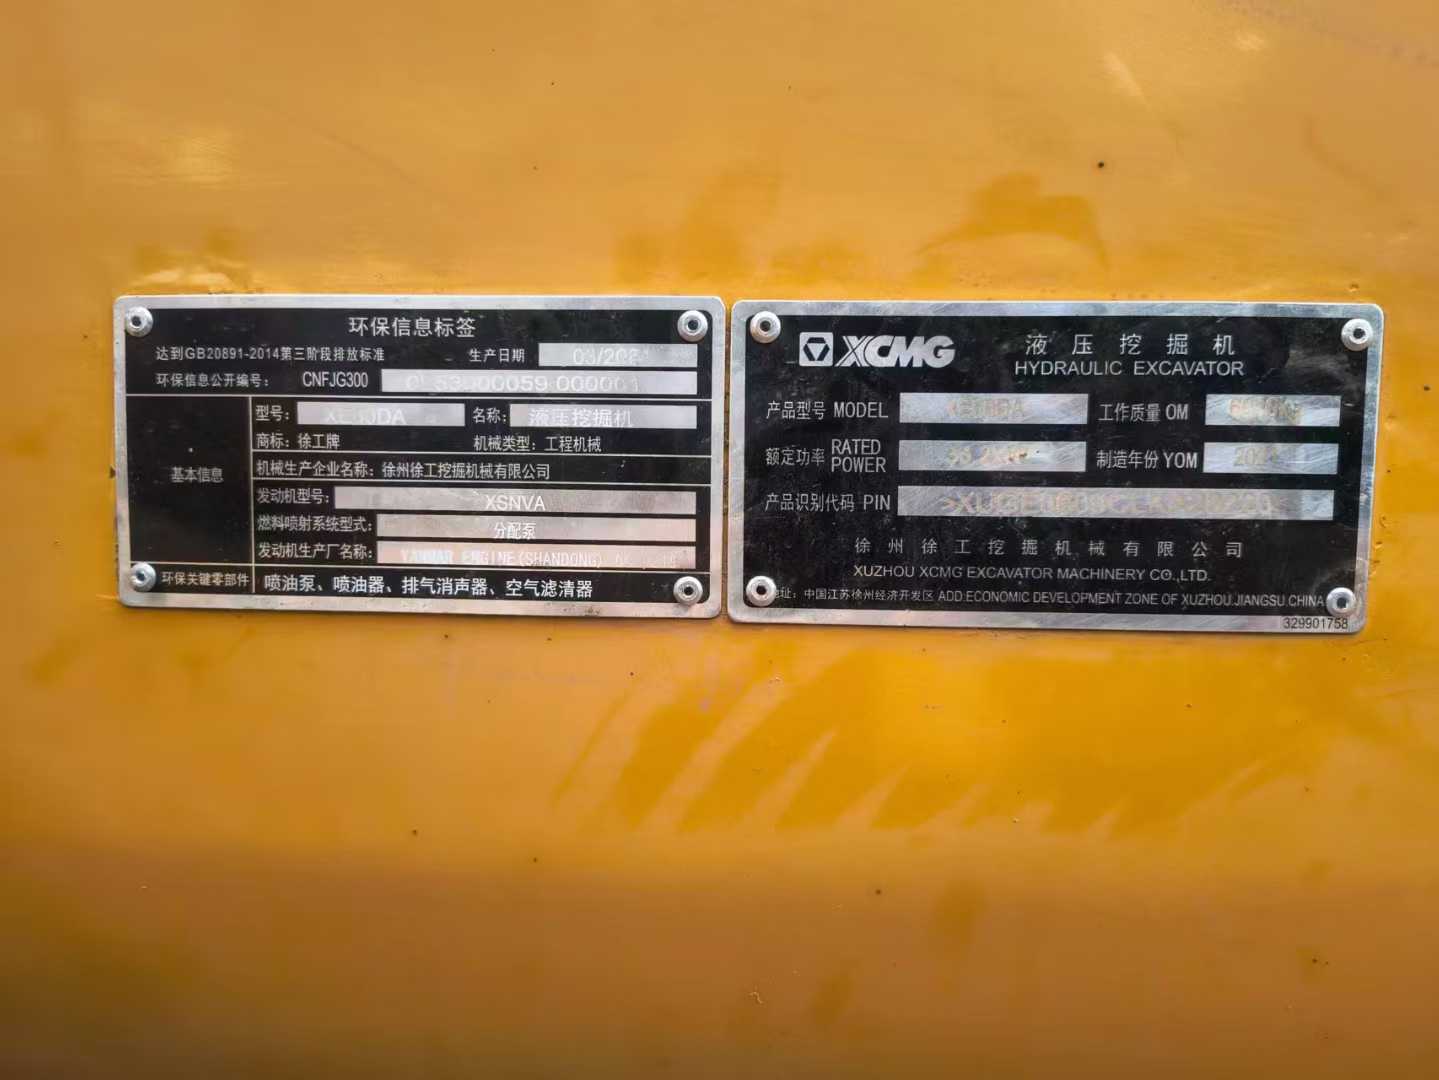 环保信息标签
达到GB20891-2014第三阶段排放标准 生产日期
环保信息公开编号: CNFJG300
基本信息
型号: 名称: 液压挖掘机
商标: 徐工牌 机械类型: 工程机械
机械生产企业名称: 徐州徐工挖掘机械有限公司
发动机型号: XSNVA
燃料喷射系统型式: 分配泵
发动机生产厂名称: YANMAR ENGINE(SHANDONG)
环保关键零部件 喷油泵、喷油器、排气消声器、空气滤清器
XCMG 液压挖掘机
HYDRAULIC EXCAVATOR
产品型号 MODEL 工作质量 OM
额定功率 RATED POWER 制造年份 YOM
产品识别代码 PIN
徐州徐工挖掘机械有限公司
XUZHOU XCMG EXCAVATOR MACHINERY CO.,LTD.
地址: 中国江苏徐州经济开发区 ADD:ECONOMIC DEVELOPMENT ZONE OF XUZHOU.JIANGSU.CHINA
329901758